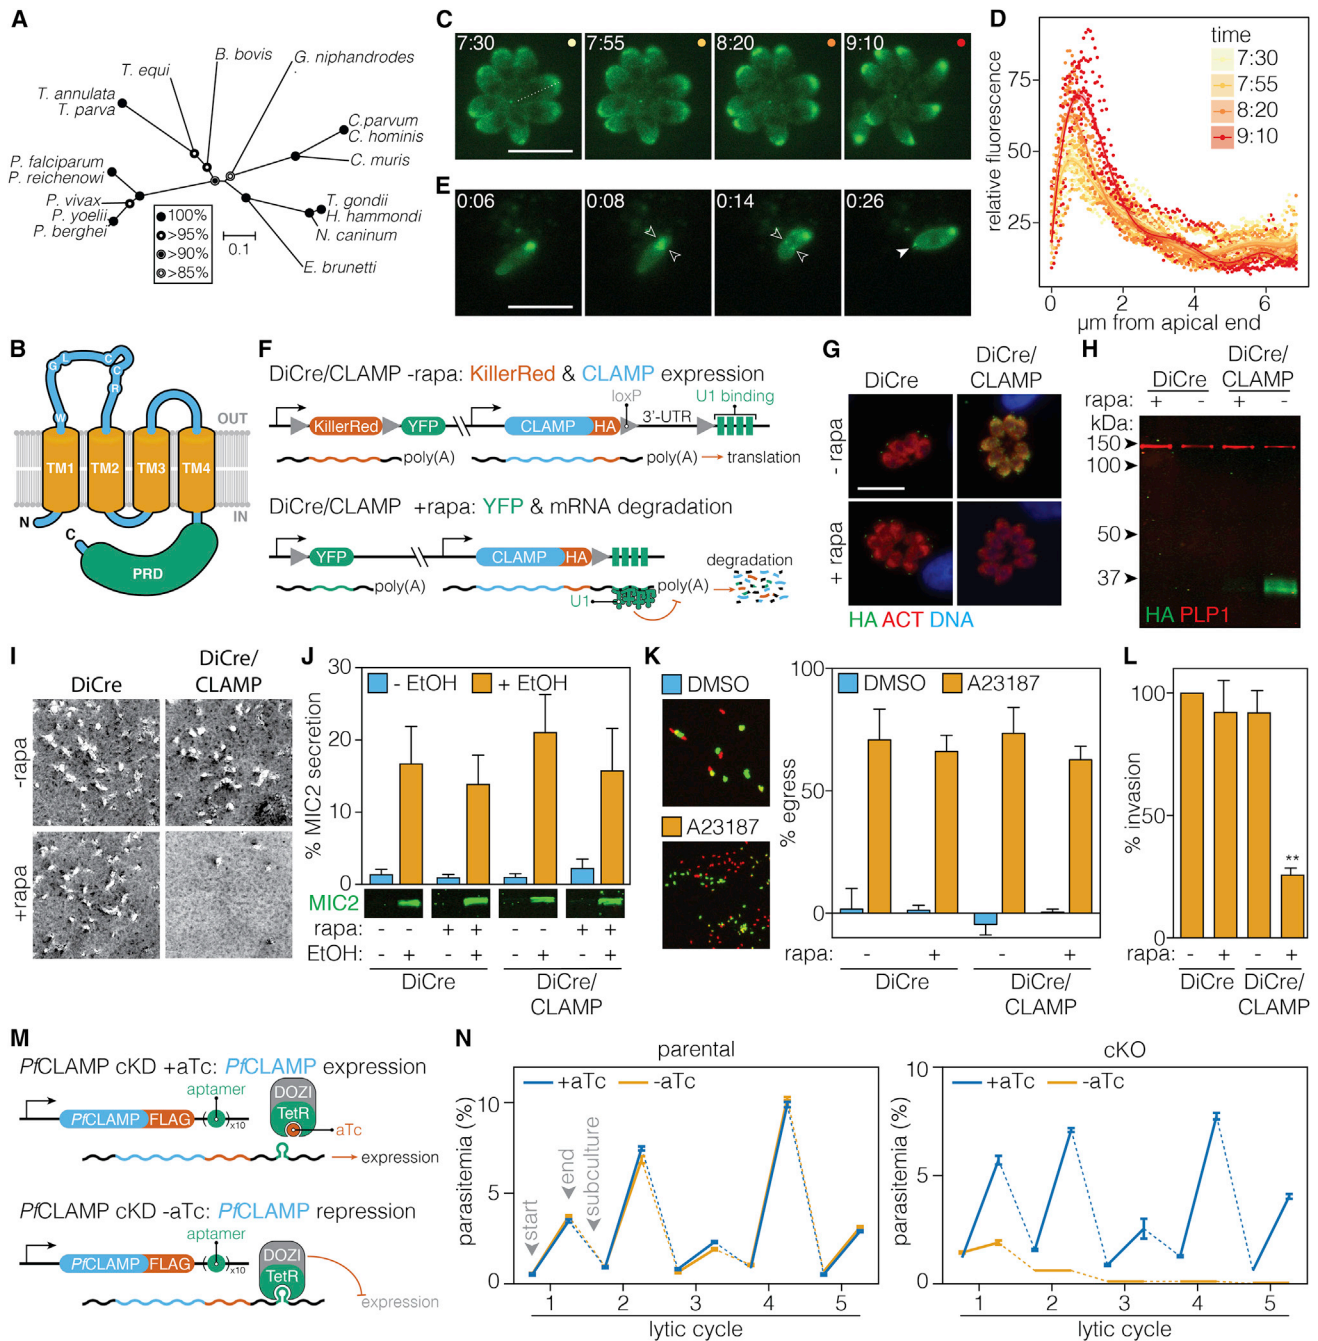 A
T. equi
B. bovis
G. niphandrodes
T. annulata
T. parva
C.parvum
C. hominis
C. muris
P. falciparum
P. reichenowi
P. vivax
P. yoelii
P. berghei
T. gondii
H. hammondi
N. caninum
E. brunetti
100%
>95%
>90%
>85%
0.1
C
7:30
7:55
8:20
9:10
E
0:06
0:08
0:14
0:26
D
relative fluorescence
75
50
25
0
2
4
6
µm from apical end
time
7:30
7:55
8:20
9:10
B
G
L
C
C
R
W
OUT
TM1
TM2
TM3
TM4
IN
N
C
PRD
F
DiCre/CLAMP -rapa: KillerRed & CLAMP expression
loxP
3'-UTR
U1 binding
KillerRed
YFP
CLAMP
HA
poly(A)
poly(A)
translation
DiCre/CLAMP +rapa: YFP & mRNA degradation
YFP
CLAMP
HA
degradation
poly(A)
poly(A)
U1
G
DiCre
DiCre/
CLAMP
- rapa
+ rapa
HA ACT DNA
H
DiCre
DiCre/
CLAMP
rapa: + - + -
kDa:
150
100
50
37
HA PLP1
I
DiCre
DiCre/
CLAMP
-rapa
+rapa
J
% MIC2 secretion
30
20
10
0
- EtOH
+ EtOH
MIC2
rapa: - - + + - - + +
EtOH: - + - + - + - +
DiCre
DiCre/
CLAMP
K
DMSO
A23187
% egress
100
50
0
DMSO
A23187
rapa: - + - +
DiCre
DiCre/
CLAMP
L
% invasion
100
50
0
**
rapa: - + - +
DiCre
DiCre/
CLAMP
M
PfCLAMP cKD +aTc: PfCLAMP expression
aptamer
DOZI
TetR
aTc
PfCLAMP
FLAG
( )x10
expression
PfCLAMP cKD -aTc: PfCLAMP repression
aptamer
DOZI
TetR
PfCLAMP
FLAG
( )x10
expression
N
parental
parasitemia (%)
10
5
0
+aTc
-aTc
start
end
subculture
1
2
3
4
5
lytic cycle
cKO
parasitemia (%)
10
5
0
+aTc
-aTc
1
2
3
4
5
lytic cycle